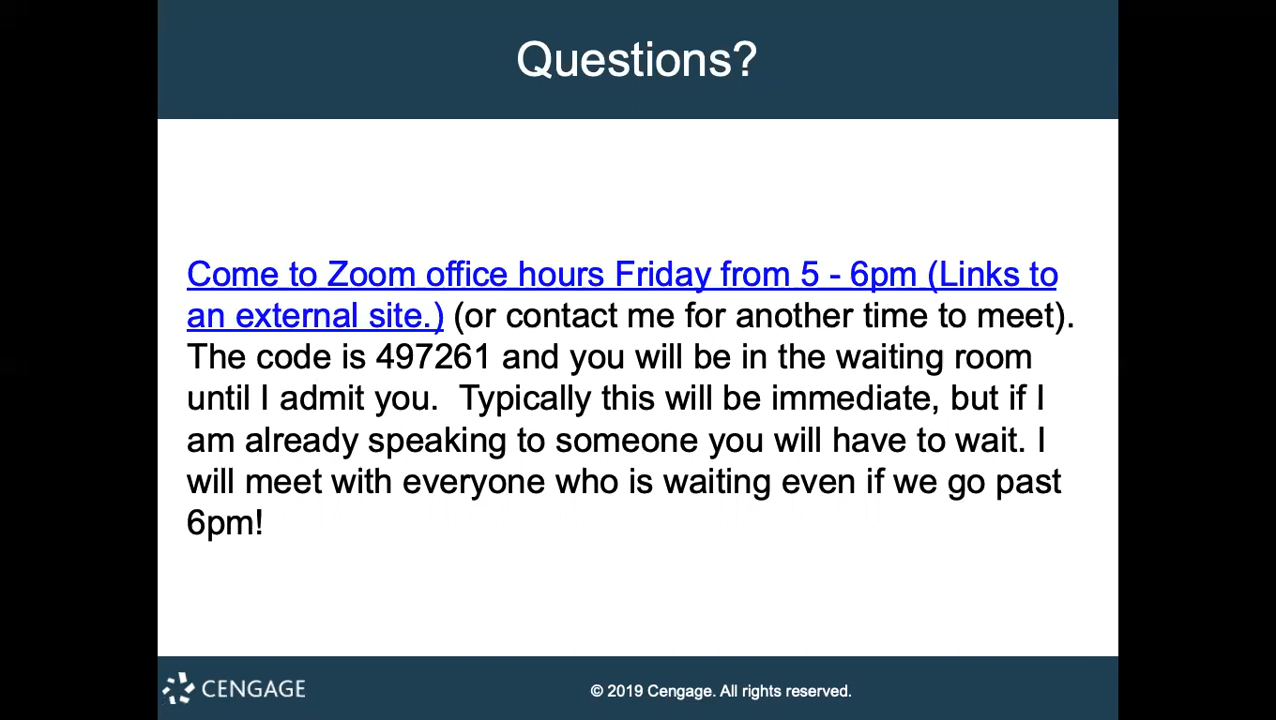 Questions?
Come to Zoom office hours Friday from 5 - 6pm (Links to
an external site.) (or contact me for another time to meet).
The code is 497261 and you will be in the waiting room
until I admit you.  Typically this will be immediate, but if I
am already speaking to someone you will have to wait. I
will meet with everyone who is waiting even if we go past
6pm!
CENGAGE
© 2019 Cengage. All rights reserved.